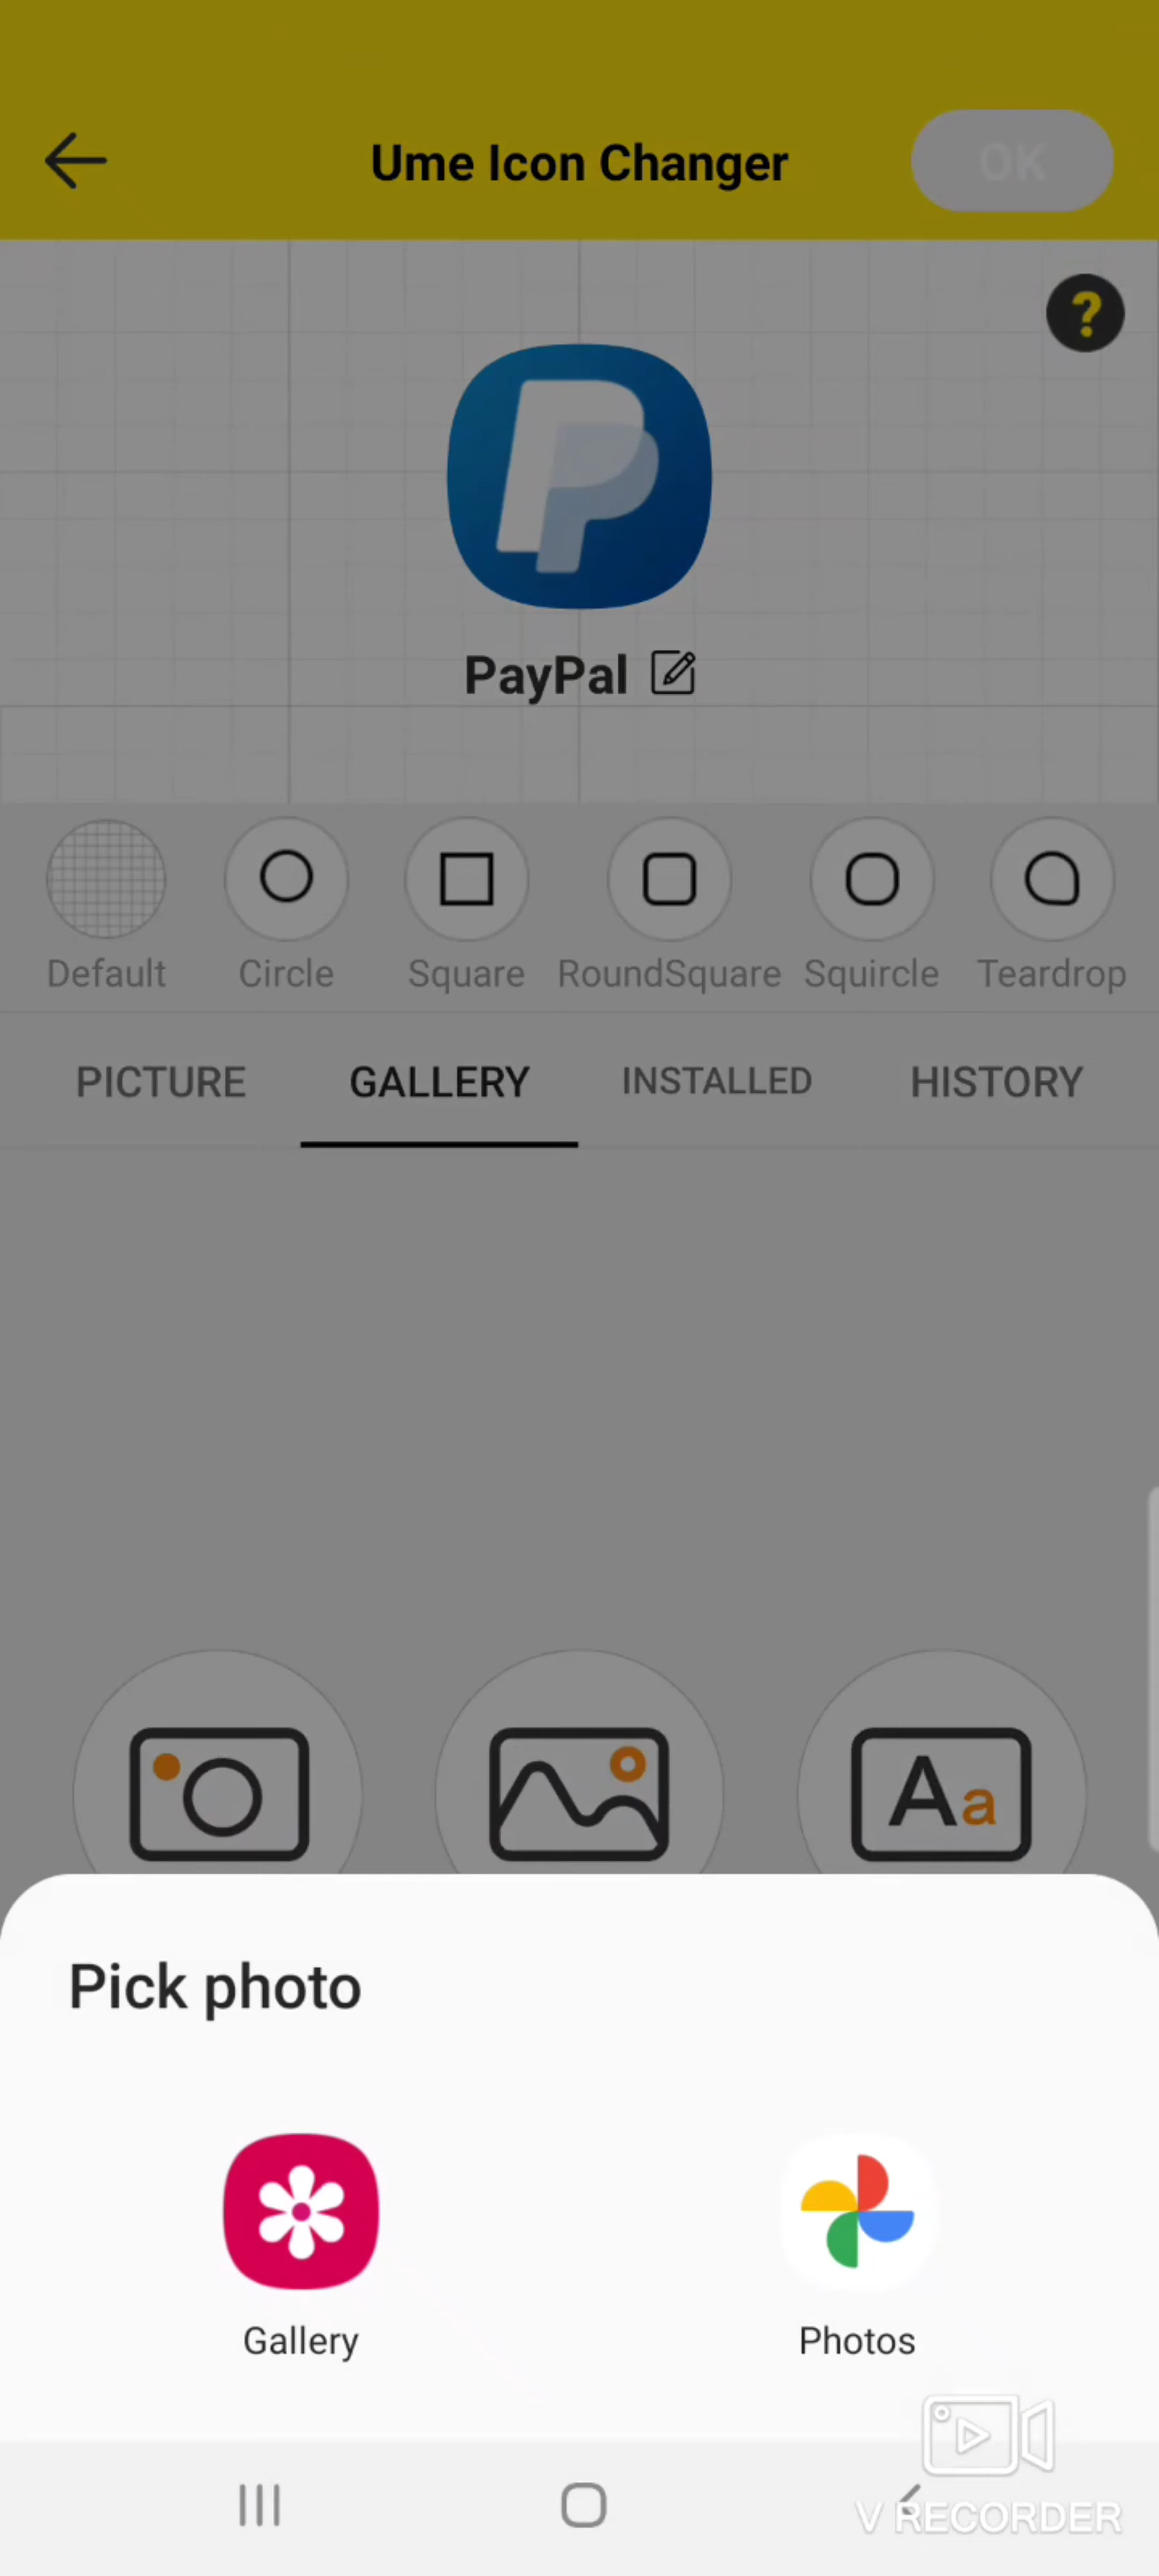 Ume Icon Changer
OK
?
PayPal
Default Circle Square RoundSquare Squircle Teardrop
PICTURE GALLERY INSTALLED HISTORY
Aa
Pick photo
Gallery Photos
V RECORDER